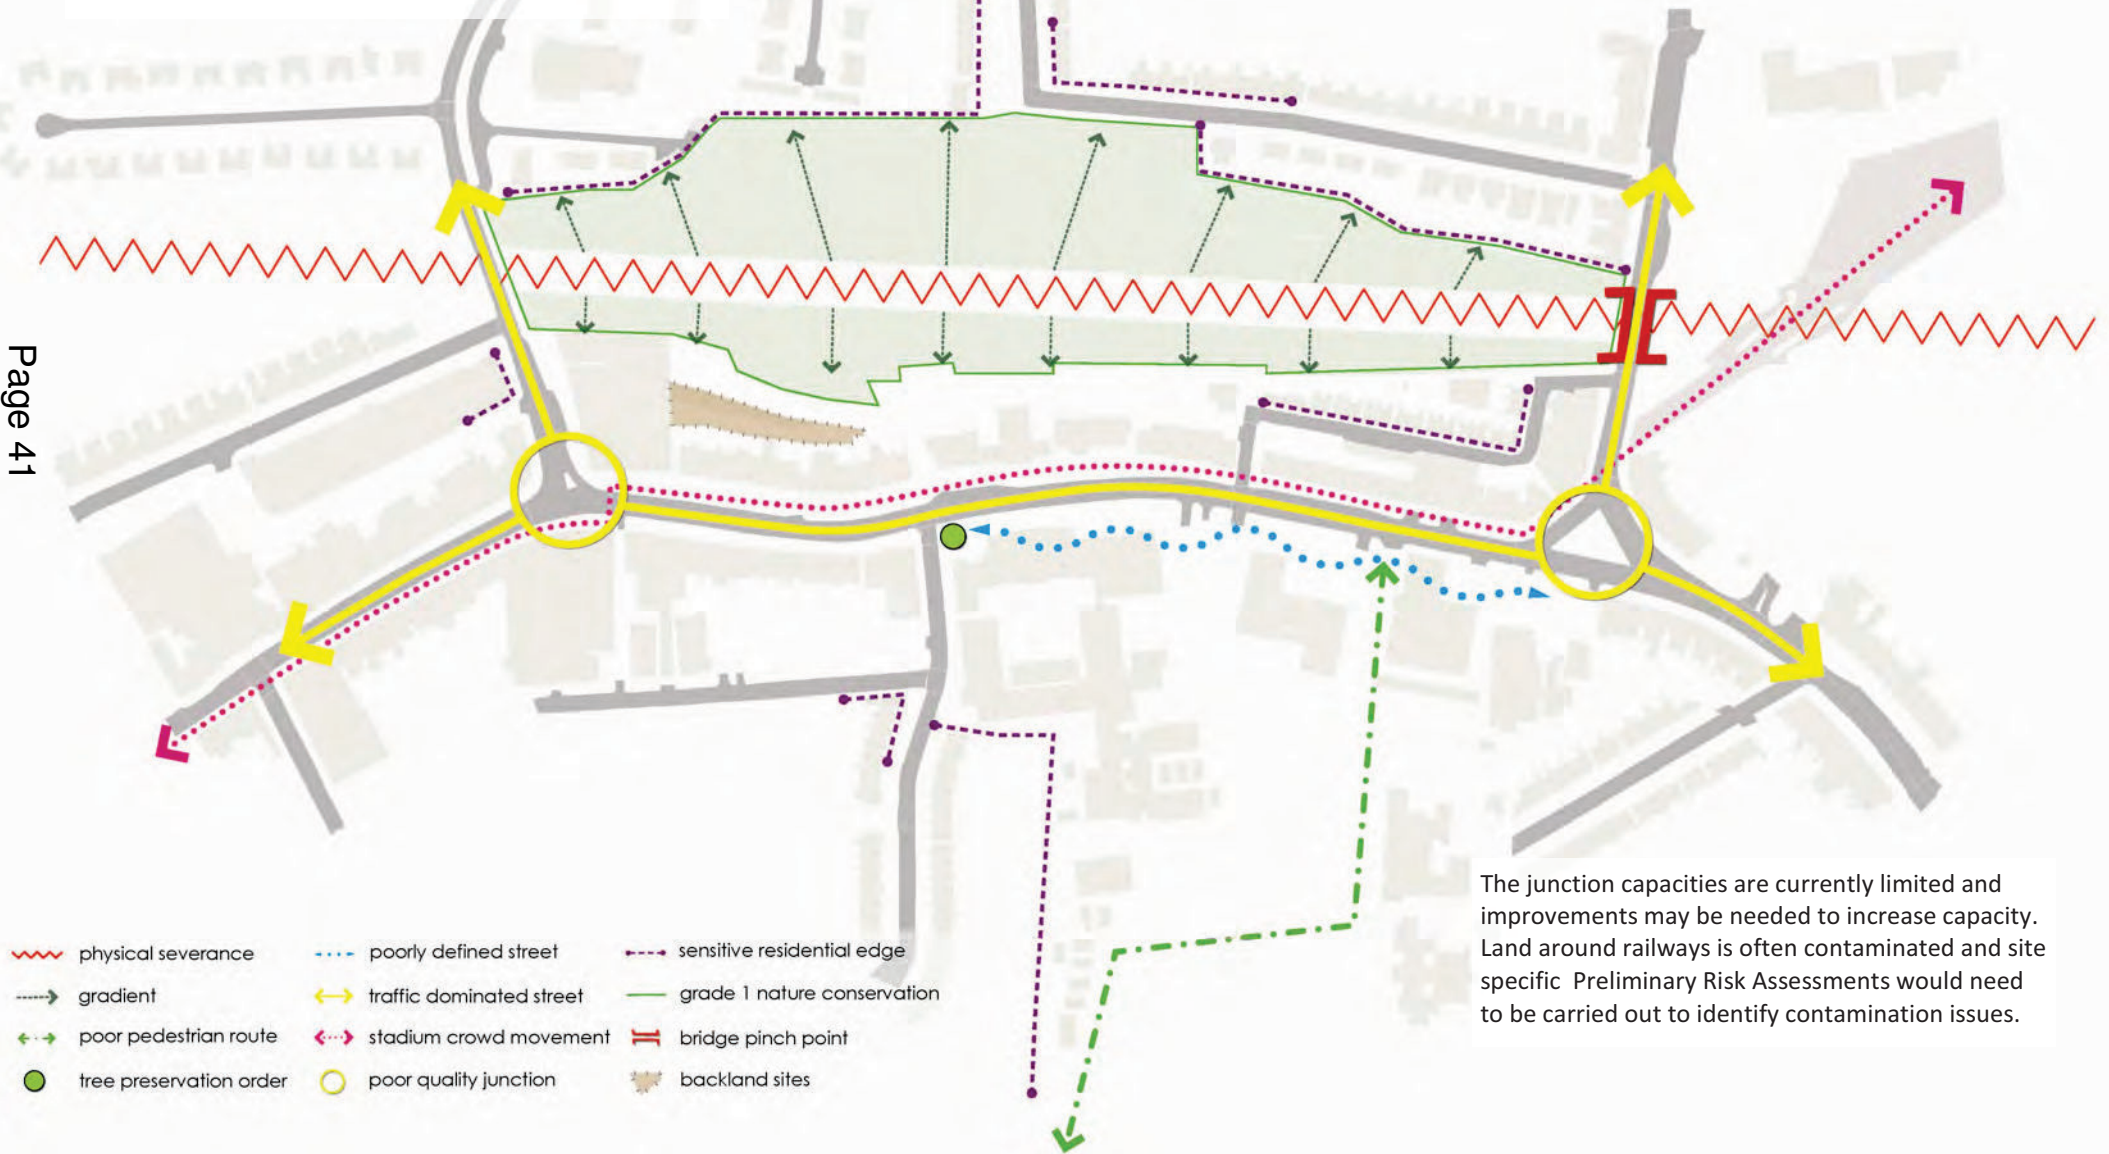 Page 41
The junction capacities are currently limited and
improvements may be needed to increase capacity.
Land around railways is often contaminated and site
specific Preliminary Risk Assessments would need
to be carried out to identify contamination issues.
physical severance
gradient
poor pedestrian route
tree preservation order
poorly defined street
traffic dominated street
stadium crowd movement
poor quality junction
sensitive residential edge
grade 1 nature conservation
bridge pinch point
backland sites